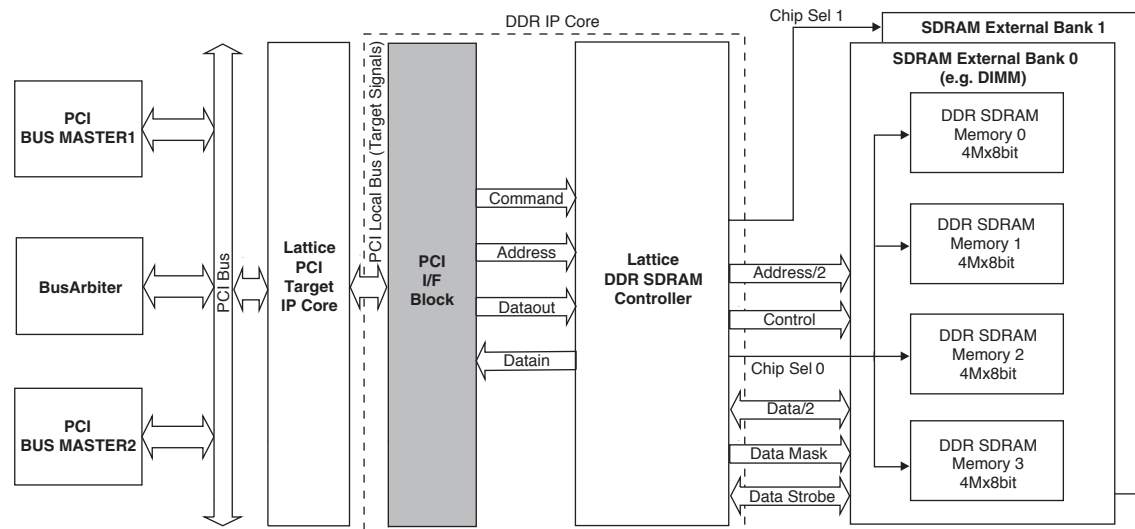 DDR IP Core
Chip Sel 1
SDRAM External Bank 1
SDRAM External Bank 0
(e.g. DIMM)
PCI
BUS MASTER1
BusArbiter
PCI
BUS MASTER2
PCI Bus
Lattice
PCI
Target
IP Core
PCI Local Bus (Target Signals)
PCI
I/F
Block
Command
Address
Dataout
Datain
Lattice
DDR SDRAM
Controller
Address/2
Control
Chip Sel 0
Data/2
Data Mask
Data Strobe
DDR SDRAM
Memory 0
4Mx8bit
DDR SDRAM
Memory 1
4Mx8bit
DDR SDRAM
Memory 2
4Mx8bit
DDR SDRAM
Memory 3
4Mx8bit